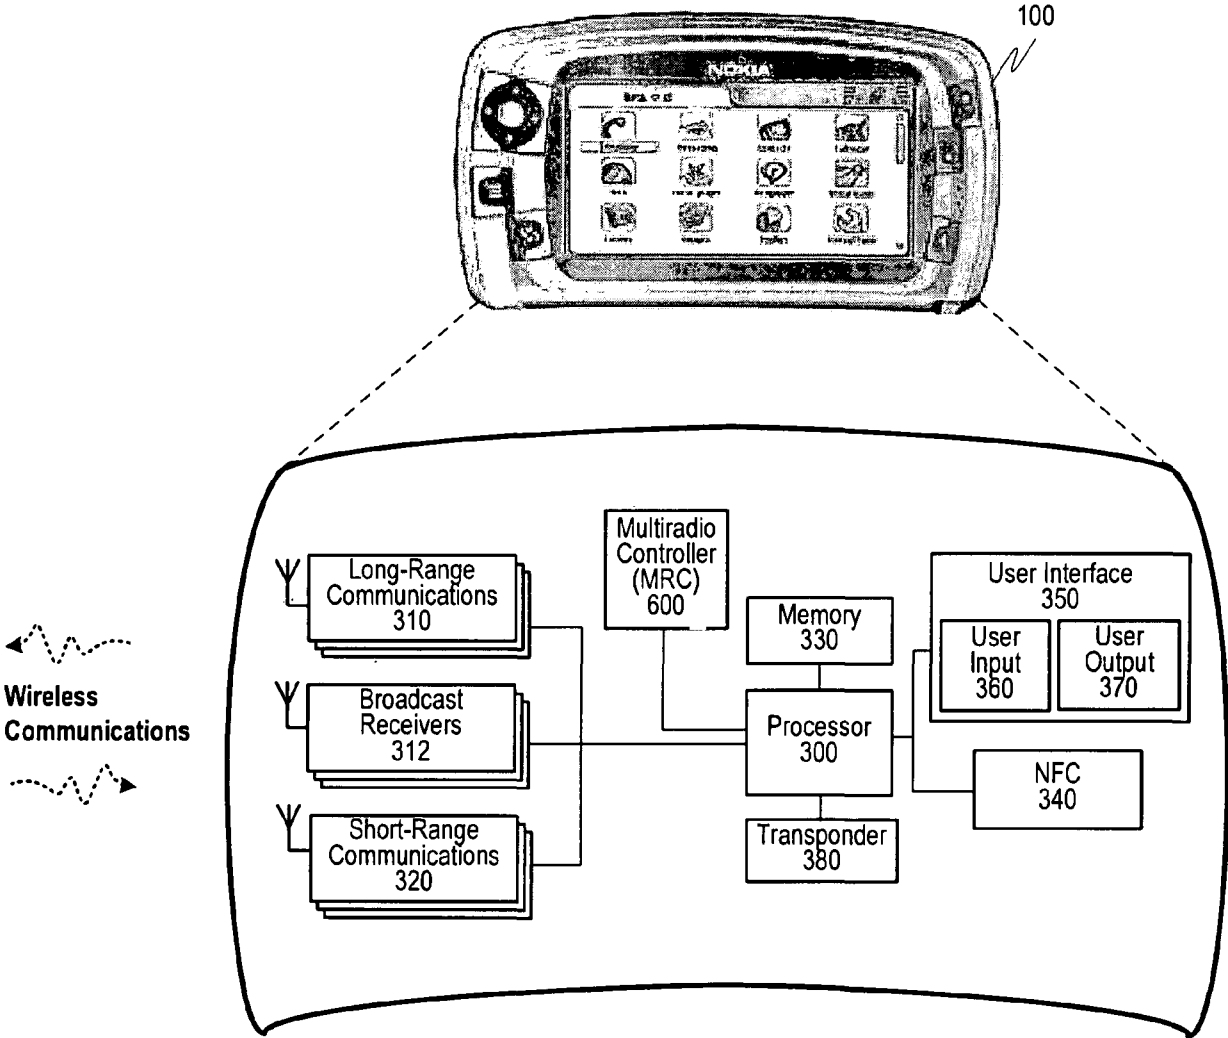 100
NOKIA
Multiradio
Controller
(MRC)
600
Long-Range
Communications
310
User Interface
350
Memory
330
User
Input
360
User
Output
370
Wireless
Communications
Broadcast
Receivers
312
Processor
300
NFC
340
Short-Range
Communications
320
Transponder
380